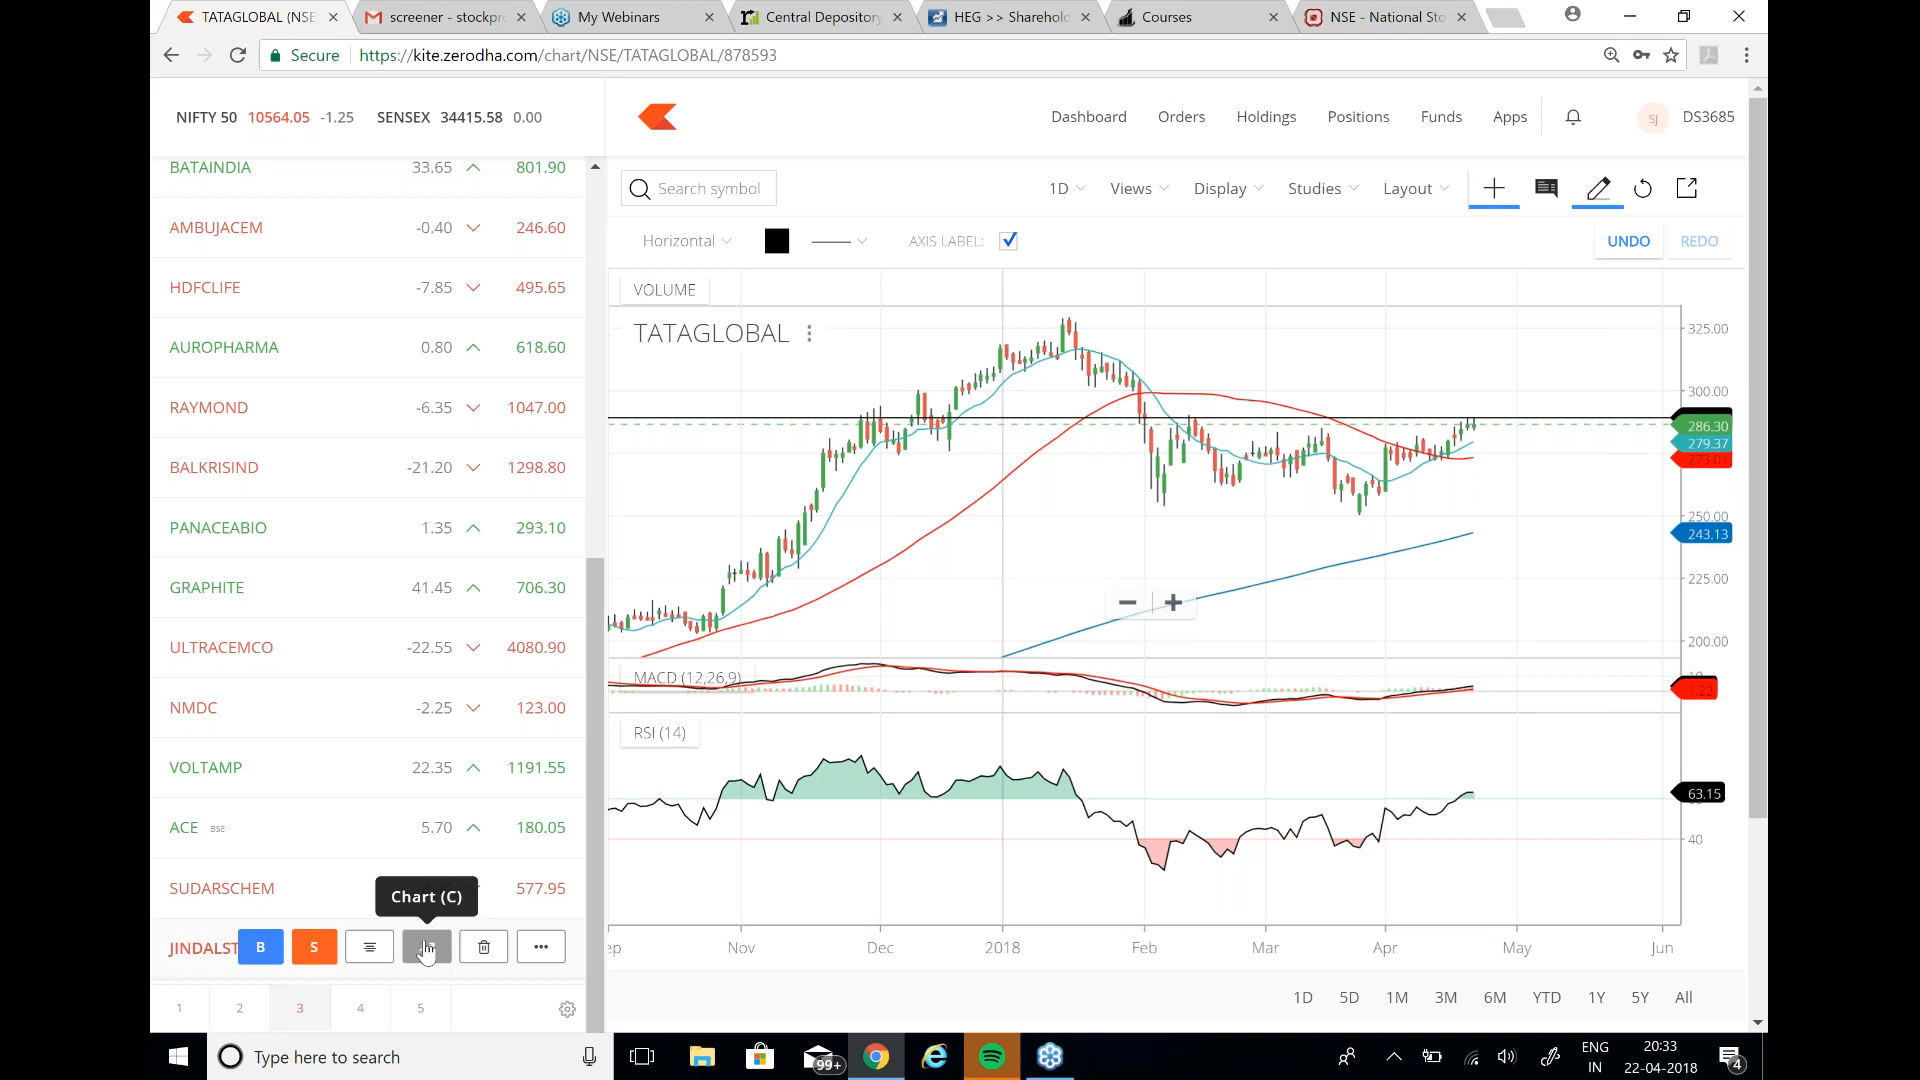 TATAGLOBAL (NSE
screener - stockpro
My Webinars
Central Depository
HEG >> Sharehold
Courses
NSE - National Sto
Secure https://kite.zerodha.com/chart/NSE/TATAGLOBAL/878593
NIFTY 50 10564.05 -1.25 SENSEX 34415.58 0.00
Dashboard Orders Holdings Positions Funds Apps SJ DS3685
BATAINDIA 33.65 801.90
AMBUJACEM -0.40 246.60
HDFCLIFE -7.85 495.65
AUROPHARMA 0.80 618.60
RAYMOND -6.35 1047.00
BALKRISIND -21.20 1298.80
PANACEABIO 1.35 293.10
GRAPHITE 41.45 706.30
ULTRACEMCO -22.55 4080.90
NMDC -2.25 123.00
VOLTAMP 22.35 1191.55
ACE BSE 5.70 180.05
SUDARSCHEM 577.95
Chart (C)
JINDALST B S
1 2 3 4 5
Search symbol 1D Views Display Studies Layout
Horizontal AXIS LABEL: UNDO REDO
VOLUME
TATAGLOBAL
325.00
300.00
286.30
279.37
250.00
243.13
225.00
200.00
MACD (12,26,9)
1.22
RSI (14)
63.15
40
ep Nov Dec 2018 Feb Mar Apr May Jun
1D 5D 1M 3M 6M YTD 1Y 5Y All
Type here to search
99+
ENG
IN
20:33
22-04-2018
4